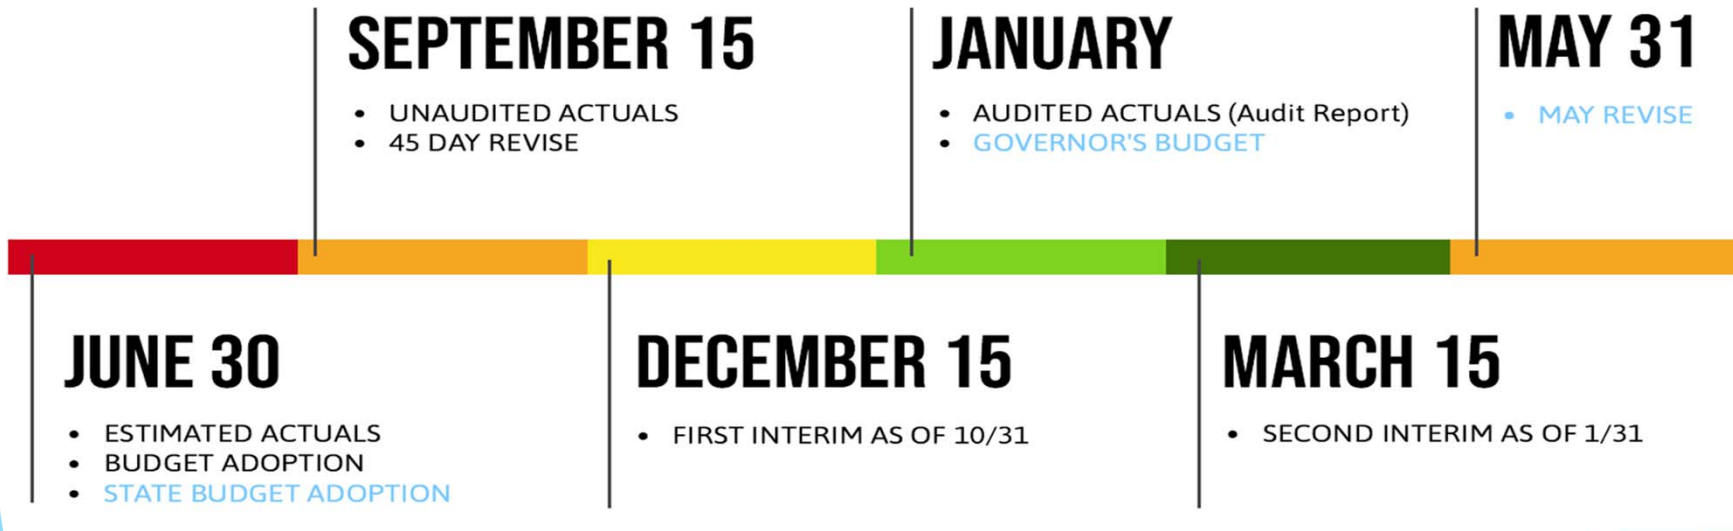 SEPTEMBER 15
• UNAUDITED ACTUALS
• 45 DAY REVISE
JANUARY
• AUDITED ACTUALS (Audit Report)
• GOVERNOR'S BUDGET
MAY 31
• MAY REVISE
JUNE 30
• ESTIMATED ACTUALS
• BUDGET ADOPTION
• STATE BUDGET ADOPTION
DECEMBER 15
• FIRST INTERIM AS OF 10/31
MARCH 15
• SECOND INTERIM AS OF 1/31